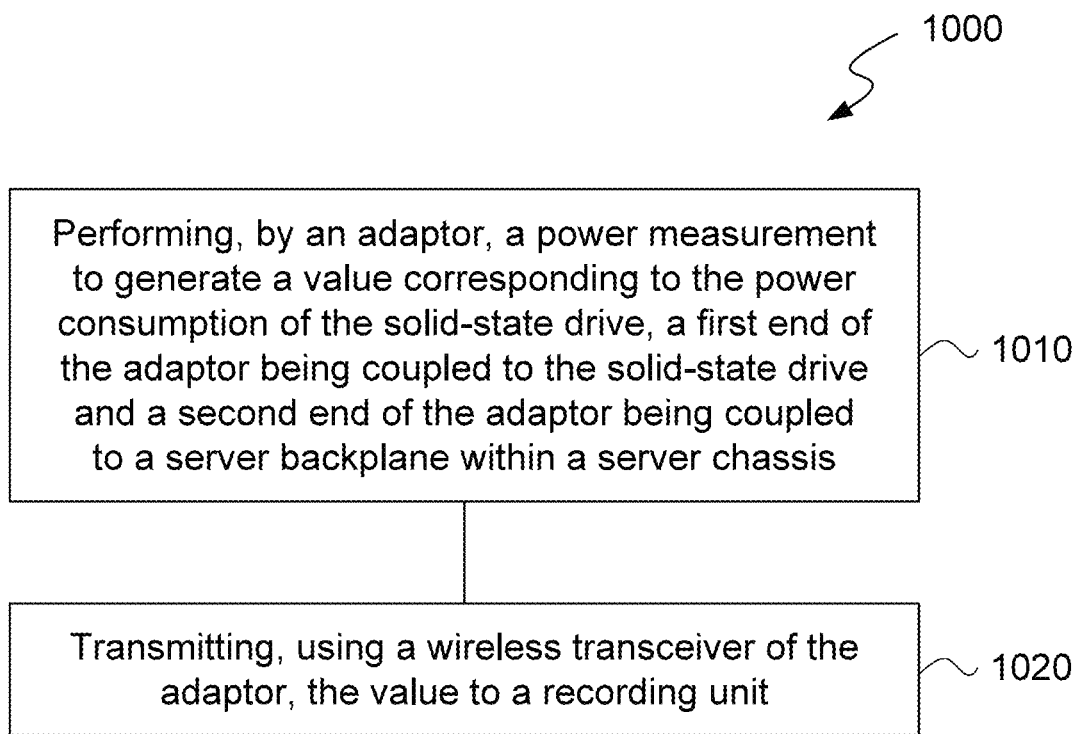 1000
Performing, by an adaptor, a power measurement
to generate a value corresponding to the power
consumption of the solid-state drive, a first end of
the adaptor being coupled to the solid-state drive
and a second end of the adaptor being coupled
to a server backplane within a server chassis
1010
Transmitting, using a wireless transceiver of the
adaptor, the value to a recording unit
1020